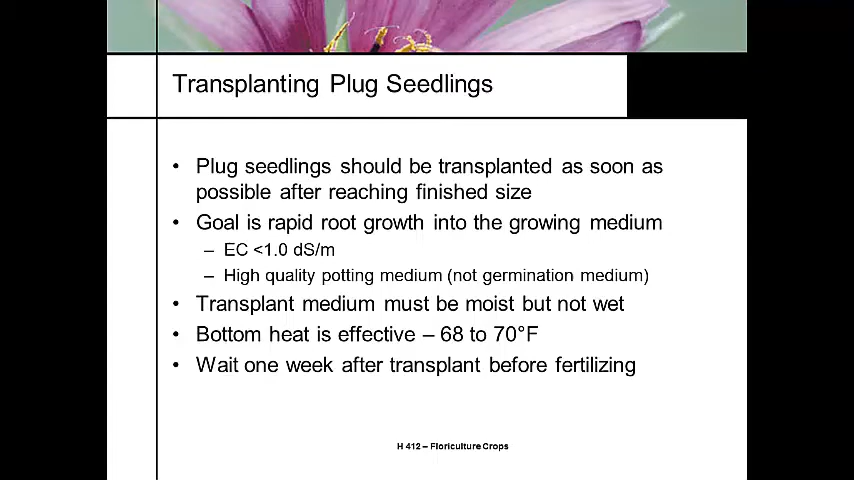 Transplanting Plug Seedlings
• Plug seedlings should be transplanted as soon as
possible after reaching finished size
• Goal is rapid root growth into the growing medium
– EC <1.0 dS/m
– High quality potting medium (not germination medium)
• Transplant medium must be moist but not wet
• Bottom heat is effective – 68 to 70°F
• Wait one week after transplant before fertilizing
H 412 – Floriculture Crops